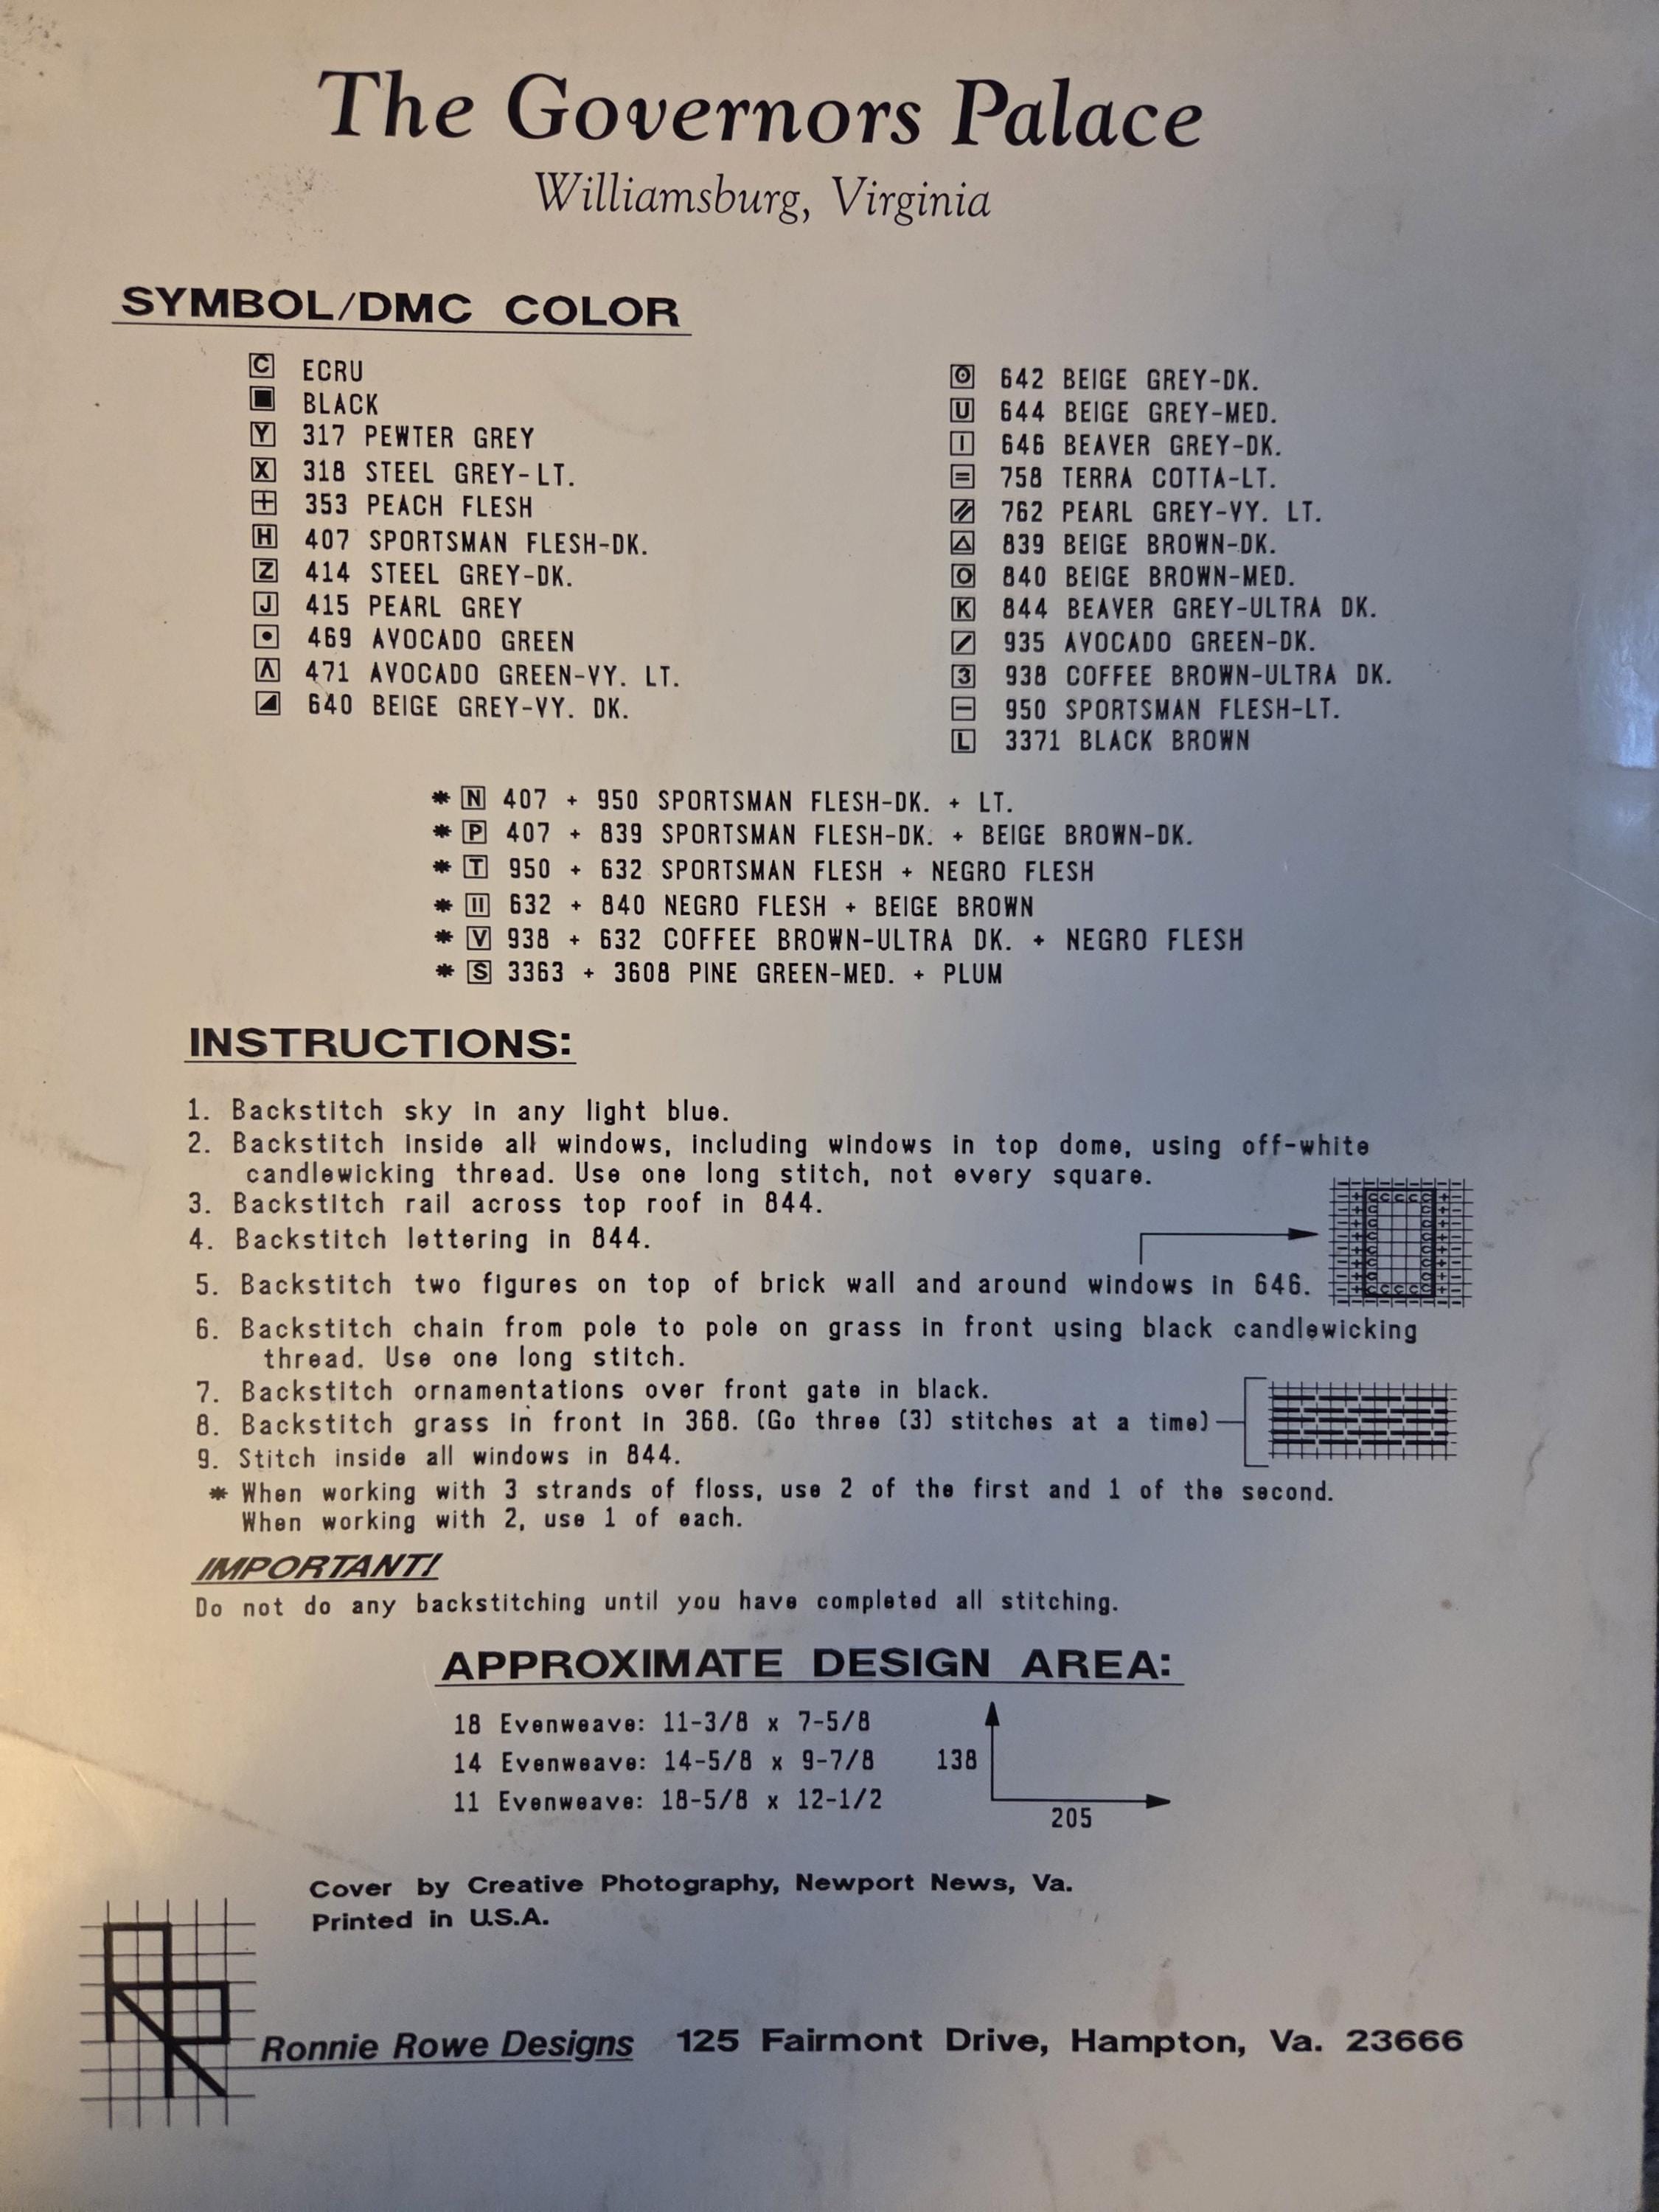 The Governors Palace
Williamsburg, Virginia
SYMBOL/DMC COLOR
C ECRU
■ BLACK
Y 317 PEWTER GREY
X 318 STEEL GREY-LT.
+ 353 PEACH FLESH
H 407 SPORTSMAN FLESH-DK.
Z 414 STEEL GREY-DK.
J 415 PEARL GREY
• 469 AVOCADO GREEN
Λ 471 AVOCADO GREEN-VY. LT.
◢ 640 BEIGE GREY-VY. DK.
⊙ 642 BEIGE GREY-DK.
U 644 BEIGE GREY-MED.
I 646 BEAVER GREY-DK.
= 758 TERRA COTTA-LT.
⫽ 762 PEARL GREY-VY. LT.
△ 839 BEIGE BROWN-DK.
O 840 BEIGE BROWN-MED.
K 844 BEAVER GREY-ULTRA DK.
/ 935 AVOCADO GREEN-DK.
3 938 COFFEE BROWN-ULTRA DK.
− 950 SPORTSMAN FLESH-LT.
L 3371 BLACK BROWN
* N 407 + 950 SPORTSMAN FLESH-DK. + LT.
* P 407 + 839 SPORTSMAN FLESH-DK. + BEIGE BROWN-DK.
* T 950 + 632 SPORTSMAN FLESH + NEGRO FLESH
* II 632 + 840 NEGRO FLESH + BEIGE BROWN
* V 938 + 632 COFFEE BROWN-ULTRA DK. + NEGRO FLESH
* S 3363 + 3608 PINE GREEN-MED. + PLUM
INSTRUCTIONS:
1. Backstitch sky in any light blue.
2. Backstitch inside all windows, including windows in top dome, using off-white
candlewicking thread. Use one long stitch, not every square.
3. Backstitch rail across top roof in 844.
4. Backstitch lettering in 844.
5. Backstitch two figures on top of brick wall and around windows in 646.
6. Backstitch chain from pole to pole on grass in front using black candlewicking
thread. Use one long stitch.
7. Backstitch ornamentations over front gate in black.
8. Backstitch grass in front in 368. (Go three (3) stitches at a time)
9. Stitch inside all windows in 844.
* When working with 3 strands of floss, use 2 of the first and 1 of the second.
When working with 2, use 1 of each.
IMPORTANT!
Do not do any backstitching until you have completed all stitching.
APPROXIMATE DESIGN AREA:
18 Evenweave: 11-3/8 x 7-5/8
14 Evenweave: 14-5/8 x 9-7/8
11 Evenweave: 18-5/8 x 12-1/2
138
205
Cover by Creative Photography, Newport News, Va.
Printed in U.S.A.
Ronnie Rowe Designs 125 Fairmont Drive, Hampton, Va. 23666